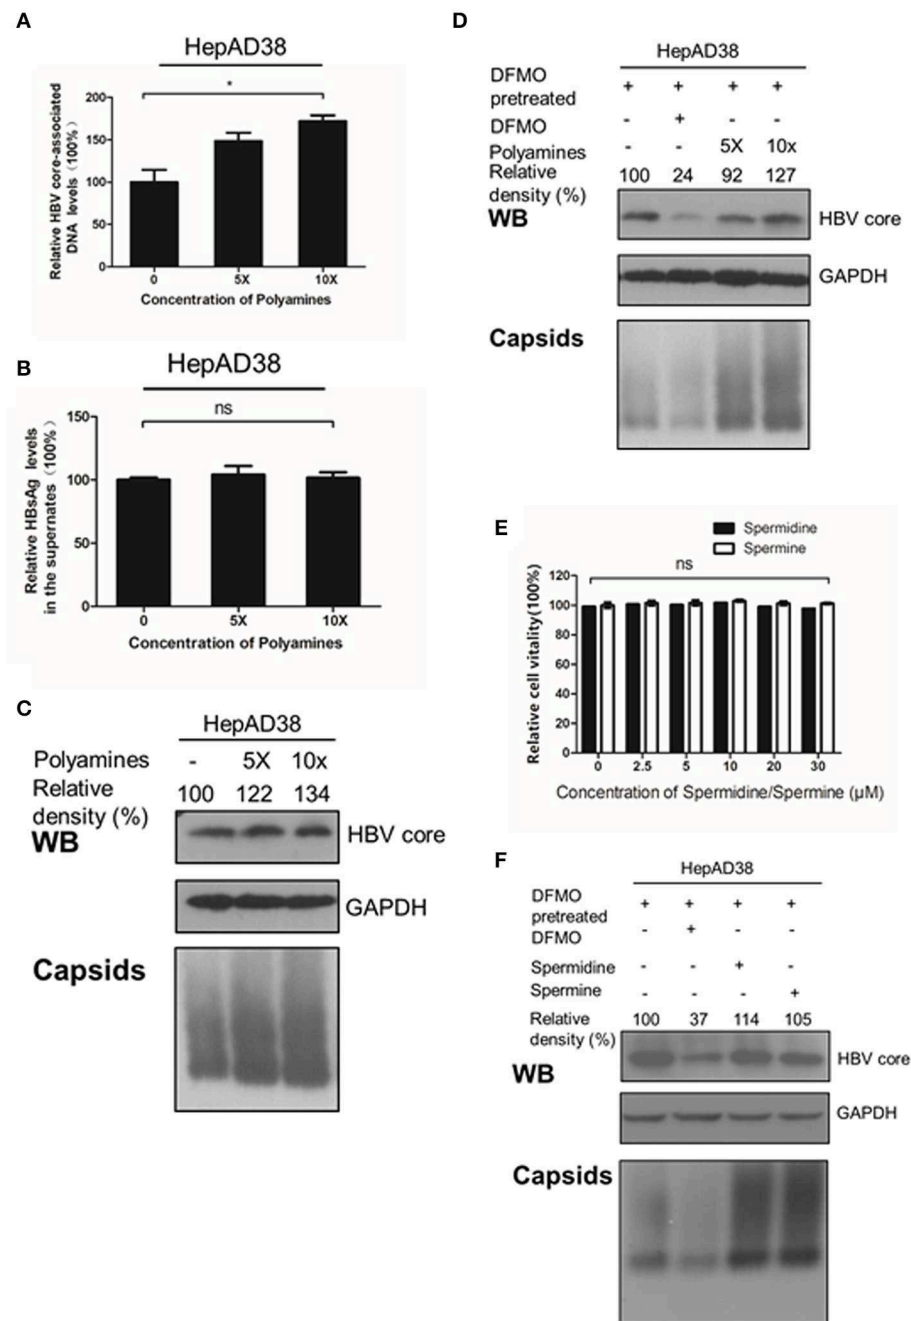 A
HepAD38
*
Relative HBV core-associated
DNA levels (100%)
200
150
100
50
0
0 5X 10X
Concentration of Polyamines
B
HepAD38
ns
Relative HBsAg levels
in the supernates (100%)
150
100
50
0
0 5X 10X
Concentration of Polyamines
C
HepAD38
Polyamines - 5X 10x
Relative
density (%) 100 122 134
WB
HBV core
GAPDH
Capsids
D
HepAD38
DFMO
pretreated + + + +
DFMO - + - -
Polyamines - - 5X 10x
Relative
density (%) 100 24 92 127
WB
HBV core
GAPDH
Capsids
E
Spermidine
Spermine
ns
Relative cell vitality(100%)
120
100
80
60
40
20
0
0 2.5 5 10 20 30
Concentration of Spermidine/Spermine (μM)
F
HepAD38
DFMO
pretreated + + + +
DFMO - + - -
Spermidine - - + -
Spermine - - - +
Relative
density (%) 100 37 114 105
WB
HBV core
GAPDH
Capsids